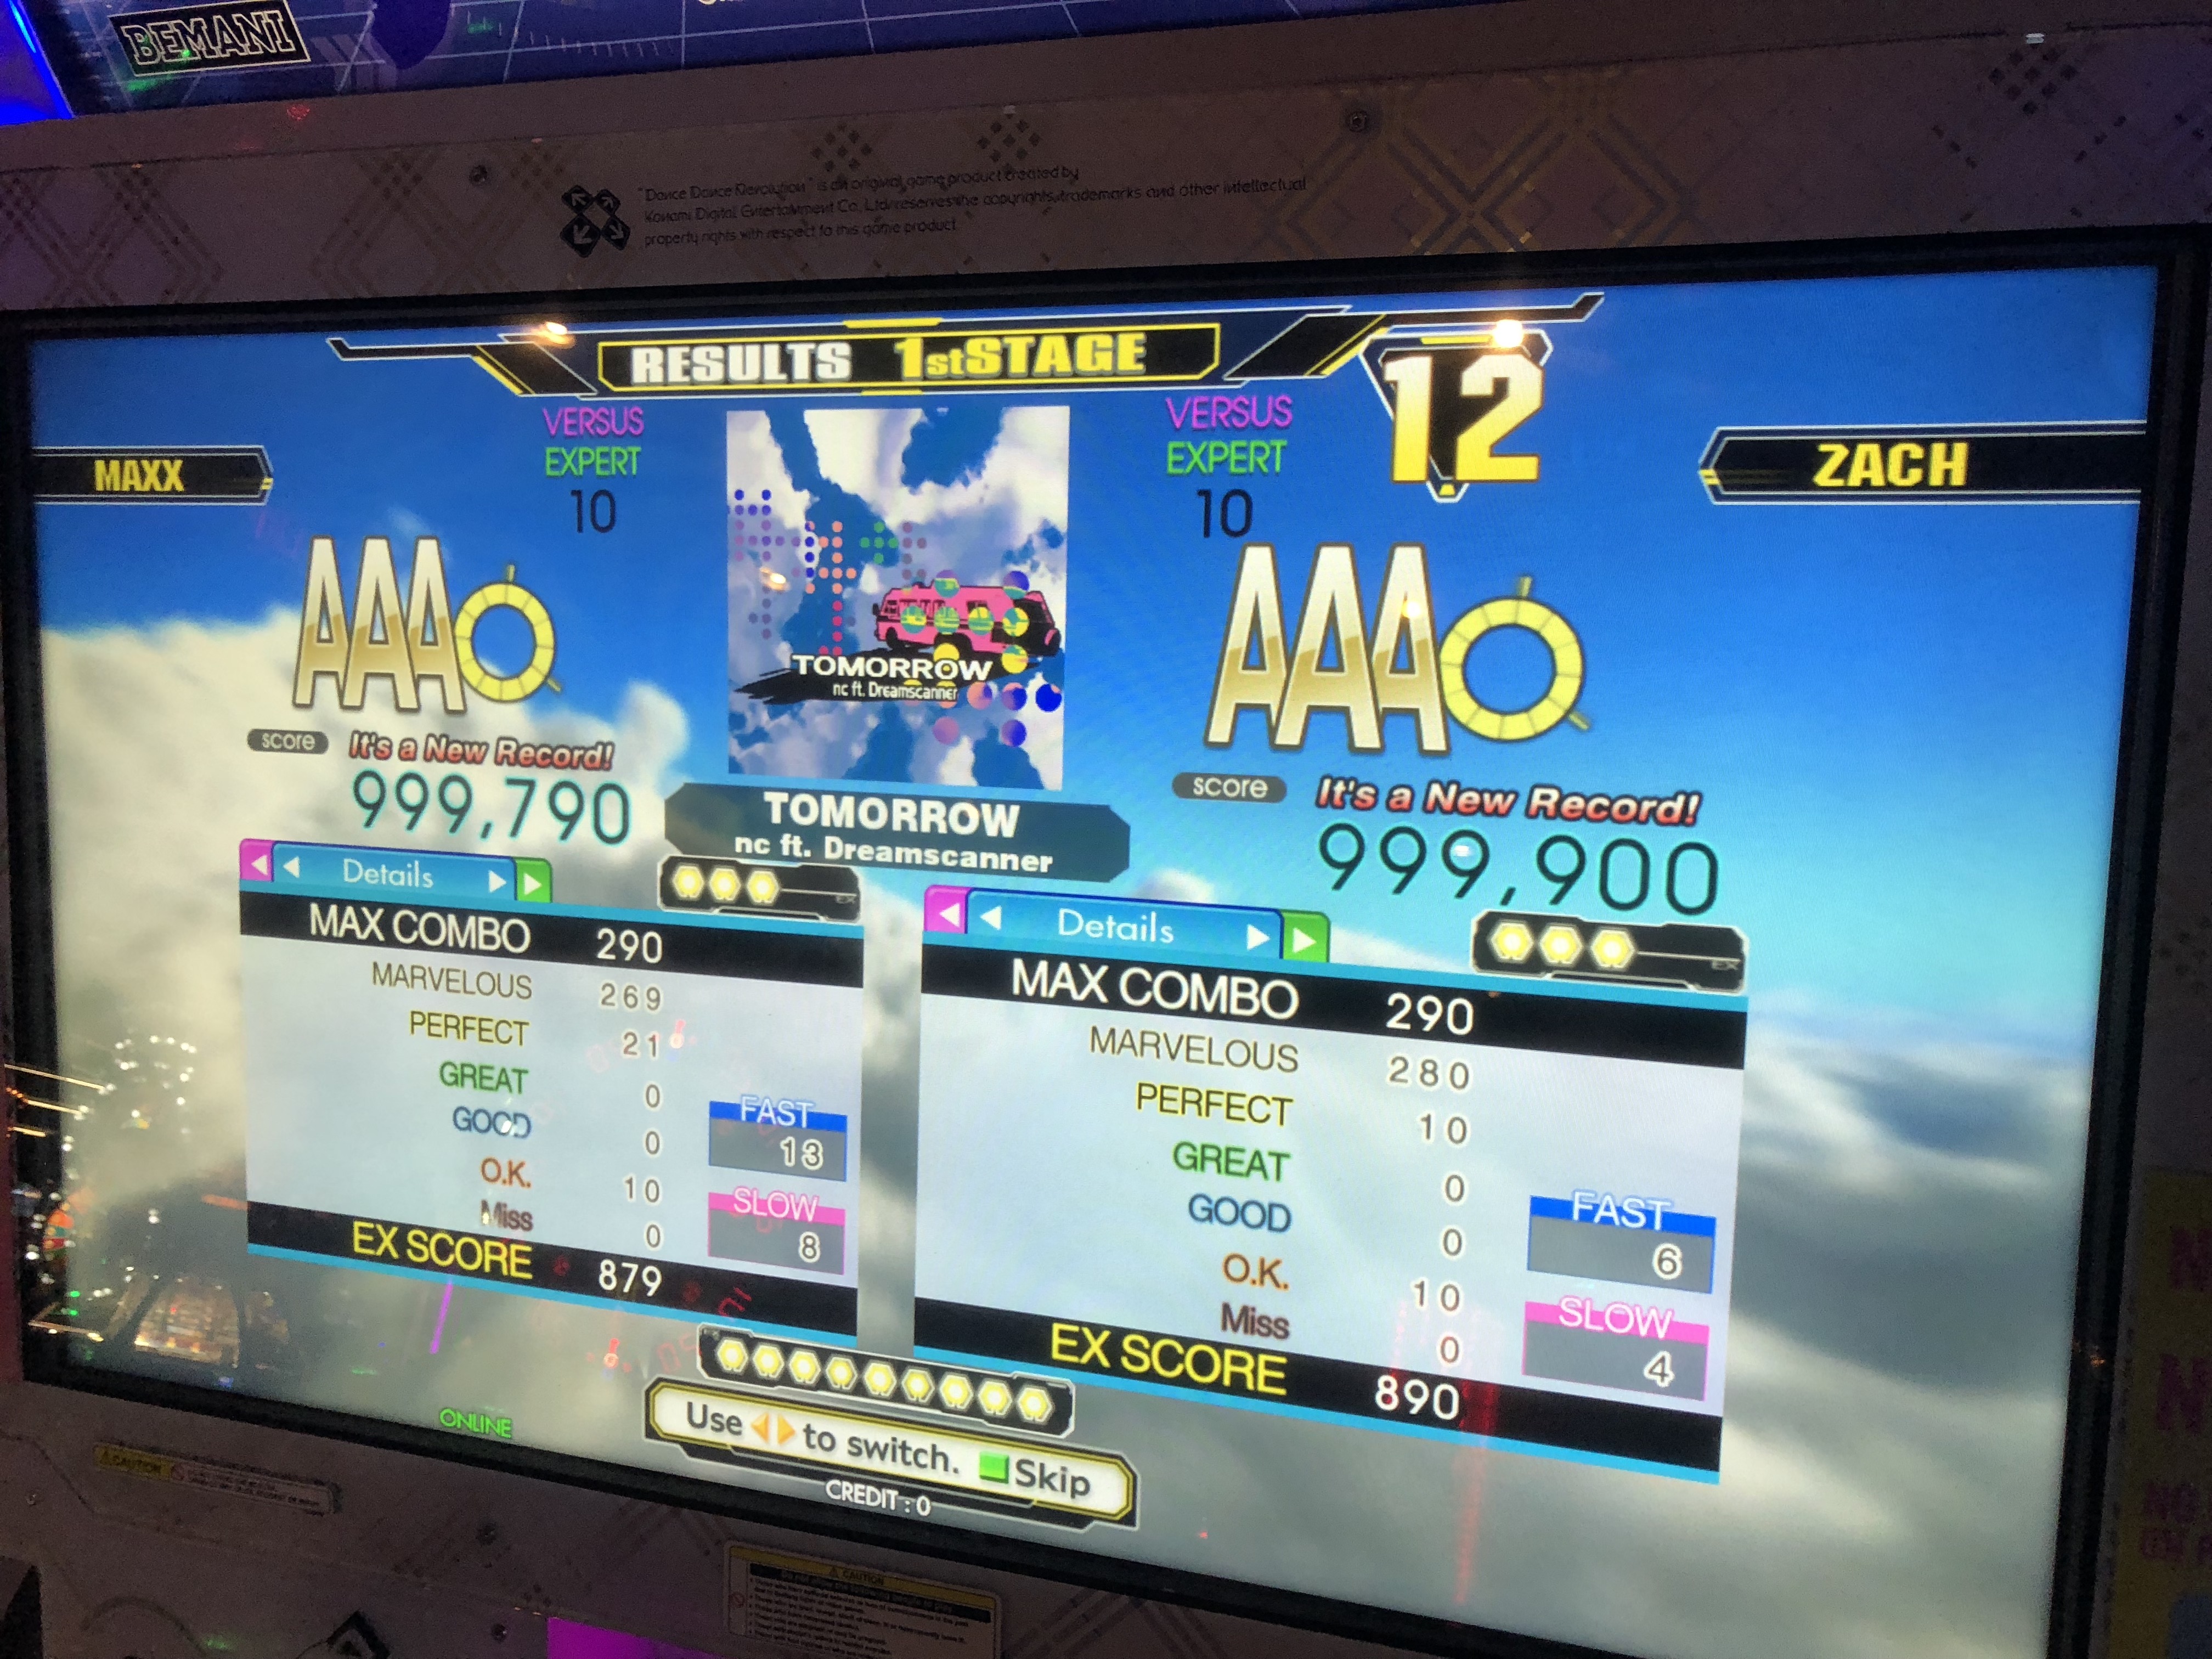 BEMANI
"Dance Dance Revolution" is an original game product created by
Konami Digital Entertainment Co., Ltd. reserves the copyrights, trademarks and other intellectual
property rights with respect to this game product.
RESULTS 1stSTAGE
12
VERSUS
EXPERT
10
VERSUS
EXPERT
10
MAXX
ZACH
AAA
AAA
TOMORROW
nc ft. Dreamscanner
score It's a New Record!
999,790
score It's a New Record!
999,900
TOMORROW
nc ft. Dreamscanner
Details
EX
MAX COMBO 290
MARVELOUS 269
PERFECT 21
GREAT 0
GOOD 0
O.K. 10
Miss 0
EX SCORE 879
FAST
13
SLOW
8
Details
EX
MAX COMBO 290
MARVELOUS 280
PERFECT 10
GREAT 0
GOOD 0
O.K. 10
Miss 0
EX SCORE 890
FAST
6
SLOW
4
ONLINE
Use to switch. Skip
CREDIT : 0
CAUTION
CAUTION